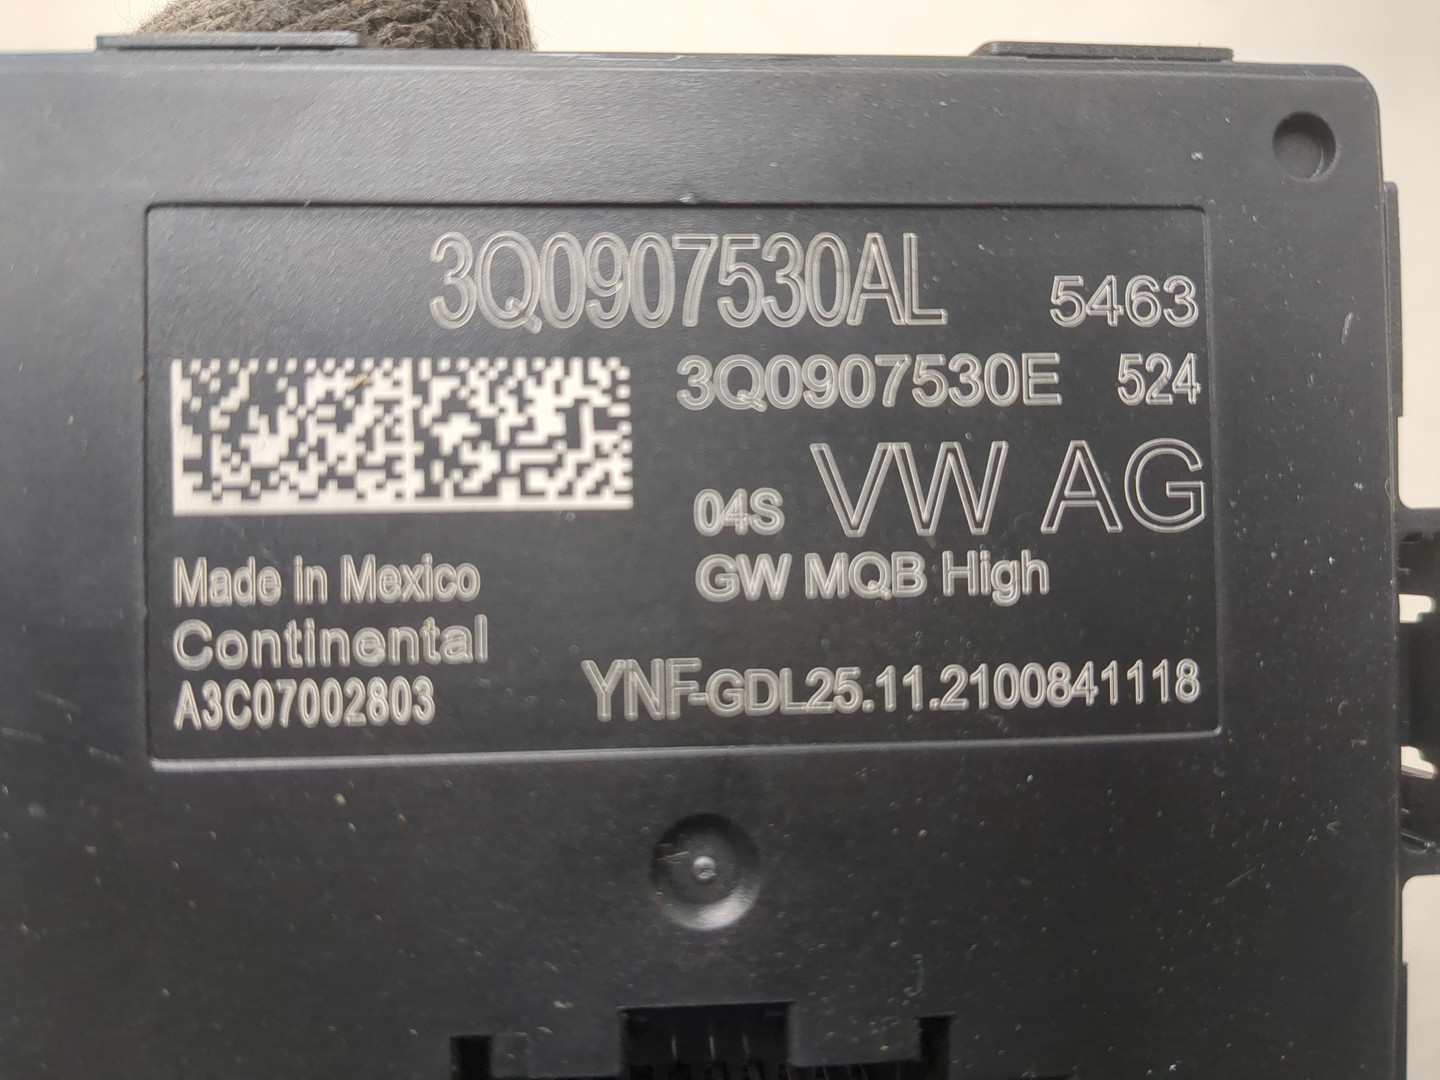 3Q0907530AL 5463
3Q0907530E 524
04S VW AG
GW MQB High
Made in Mexico
Continental
A3C07002803
YNF-GDL25.11.2100841118